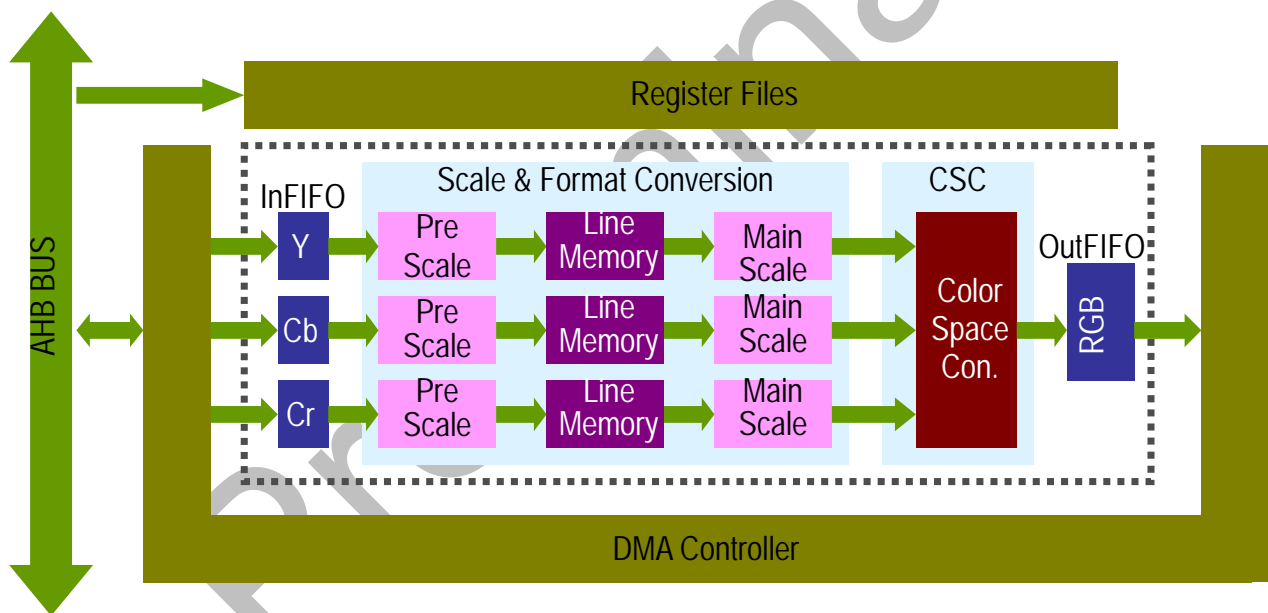 Register Files
Scale & Format Conversion
CSC
InFIFO
Y
Pre
Scale
Line
Memory
Main
Scale
OutFIFO
Cb
Pre
Scale
Line
Memory
Main
Scale
Color
Space
Con.
RGB
Cr
Pre
Scale
Line
Memory
Main
Scale
AHB BUS
DMA Controller